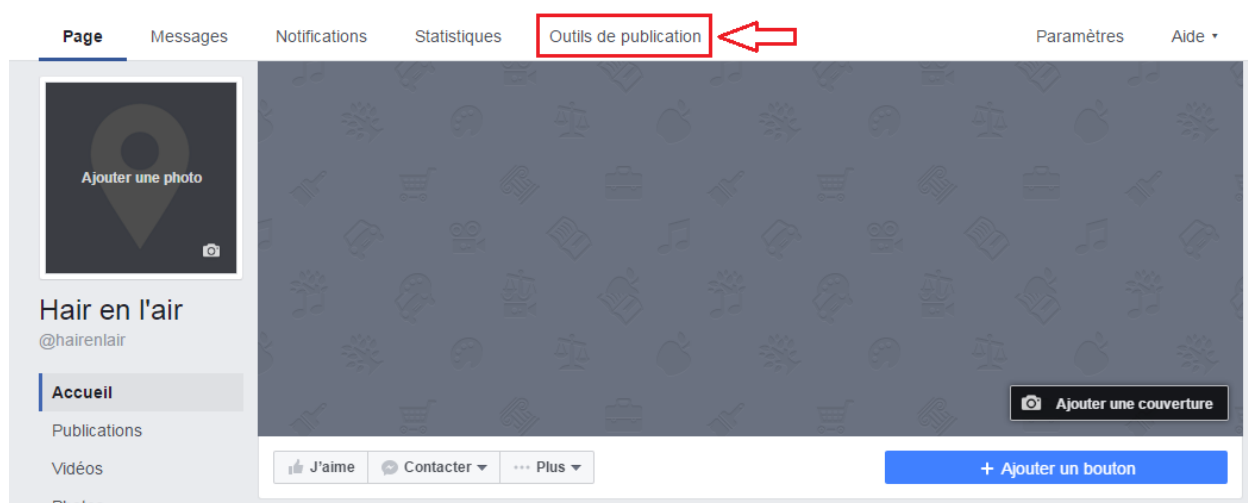 Page Messages Notifications Statistiques Outils de publication Paramètres Aide
Ajouter une photo
Hair en l'air
@hairenlair
Accueil
Publications
Vidéos
Ajouter une couverture
J'aime Contacter Plus
+ Ajouter un bouton